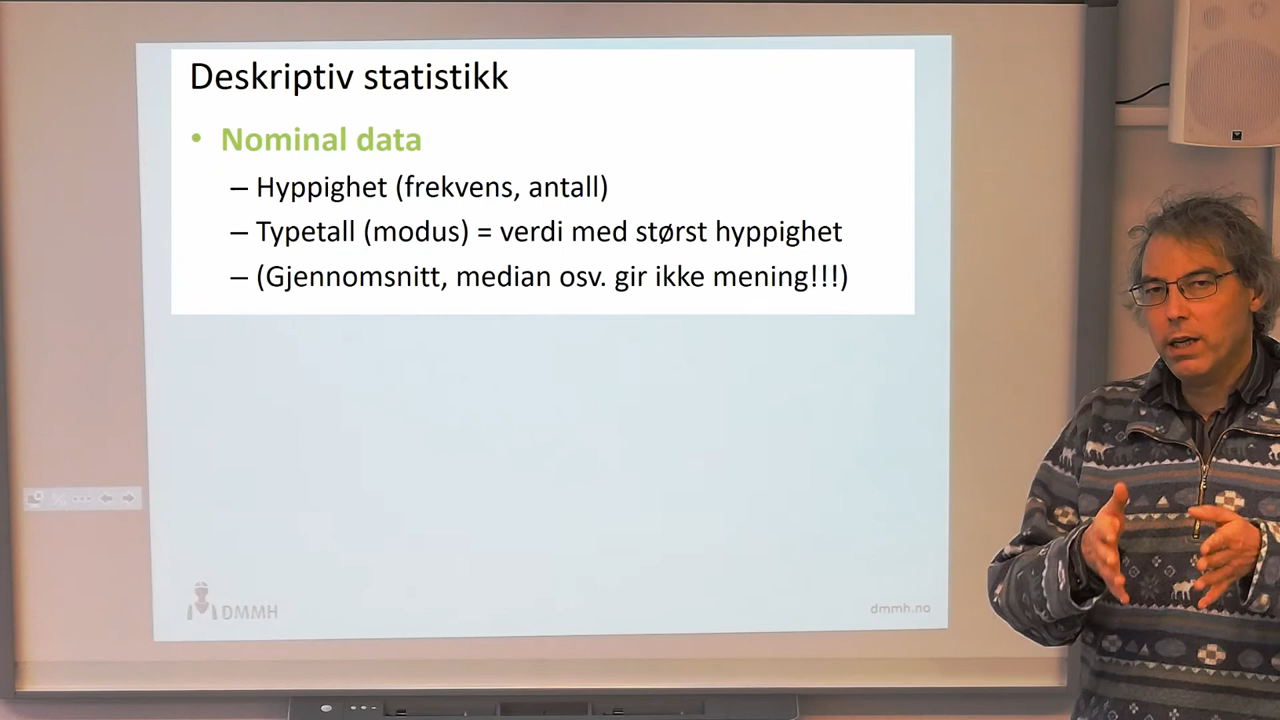 Deskriptiv statistikk
• Nominal data
– Hyppighet (frekvens, antall)
– Typetall (modus) = verdi med størst hyppighet
– (Gjennomsnitt, median osv. gir ikke mening!!!)
DMMH
dmmh.no